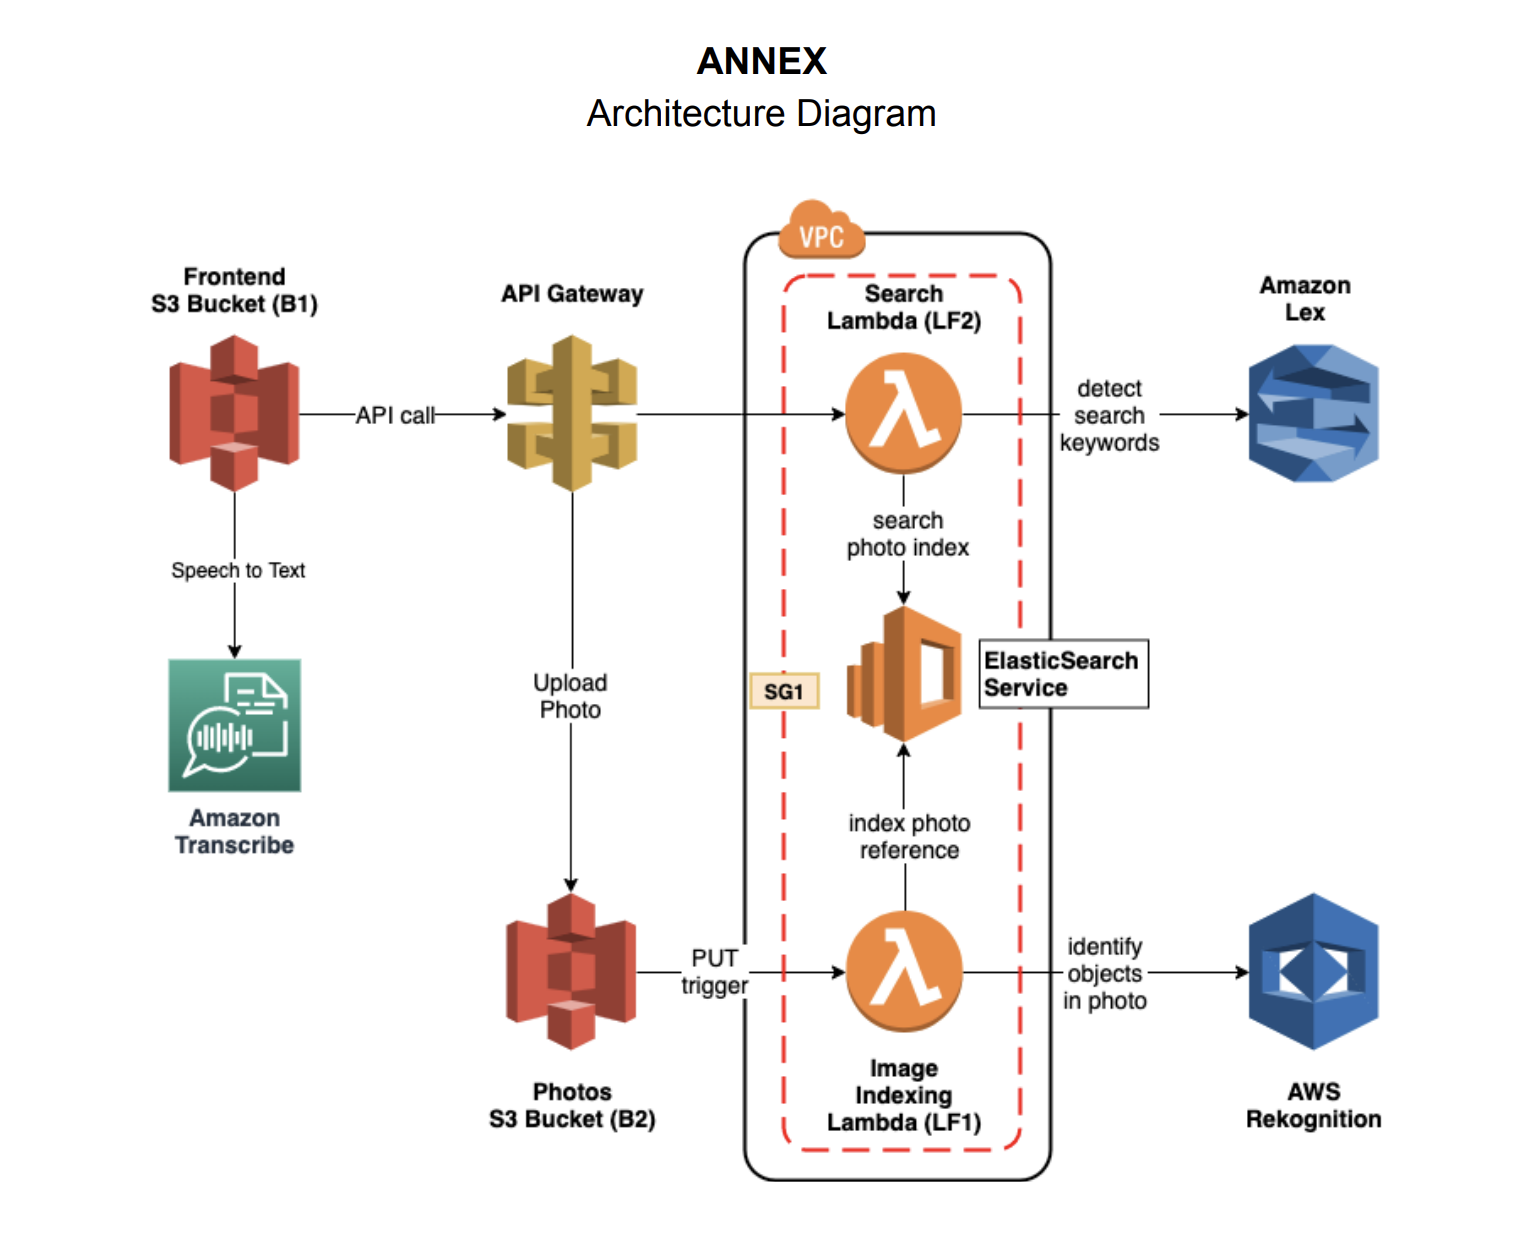 ANNEX
Architecture Diagram
VPC
Frontend
S3 Bucket (B1)
API Gateway
Search
Lambda (LF2)
Amazon
Lex
API call
detect
search
keywords
search
photo index
Speech to Text
Upload
Photo
SG1
ElasticSearch
Service
Amazon
Transcribe
index photo
reference
PUT
trigger
identify
objects
in photo
Photos
S3 Bucket (B2)
Image
Indexing
Lambda (LF1)
AWS
Rekognition